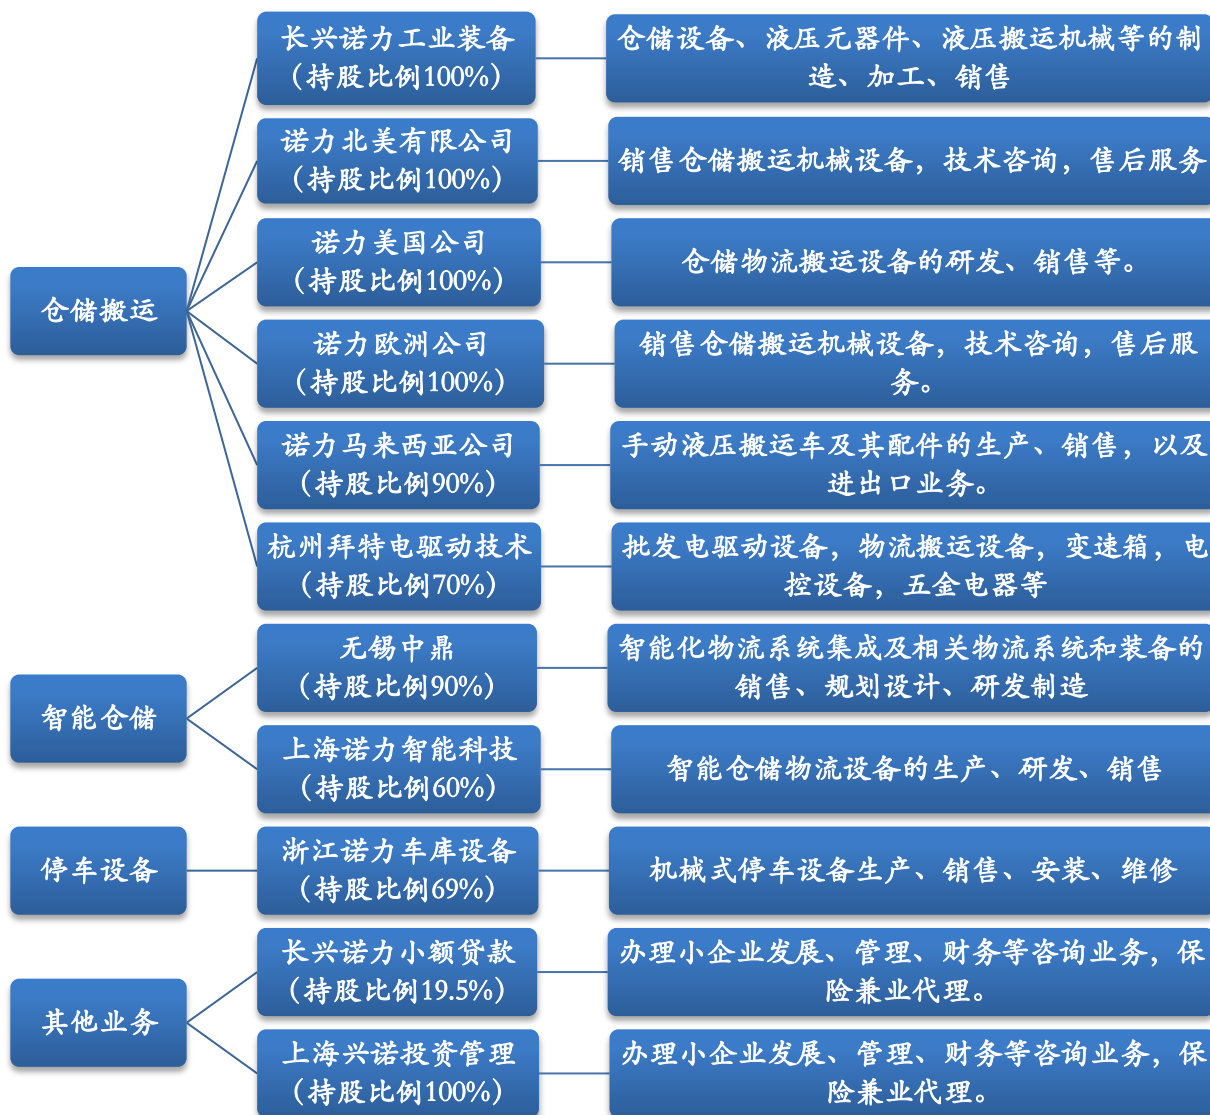 仓储搬运
长兴诺力工业装备
（持股比例100%）
仓储设备、液压元器件、液压搬运机械等的制
造、加工、销售
诺力北美有限公司
（持股比例100%）
销售仓储搬运机械设备，技术咨询，售后服务
诺力美国公司
（持股比例100%）
仓储物流搬运设备的研发、销售等。
诺力欧洲公司
（持股比例100%）
销售仓储搬运机械设备，技术咨询，售后服
务。
诺力马来西亚公司
（持股比例90%）
手动液压搬运车及其配件的生产、销售，以及
进出口业务。
杭州拜特电驱动技术
（持股比例70%）
批发电驱动设备，物流搬运设备，变速箱，电
控设备，五金电器等
智能仓储
无锡中鼎
（持股比例90%）
智能化物流系统集成及相关物流系统和装备的
销售、规划设计、研发制造
上海诺力智能科技
（持股比例60%）
智能仓储物流设备的生产、研发、销售
停车设备
浙江诺力车库设备
（持股比例69%）
机械式停车设备生产、销售、安装、维修
其他业务
长兴诺力小额贷款
（持股比例19.5%）
办理小企业发展、管理、财务等咨询业务，保
险兼业代理。
上海兴诺投资管理
（持股比例100%）
办理小企业发展、管理、财务等咨询业务，保
险兼业代理。